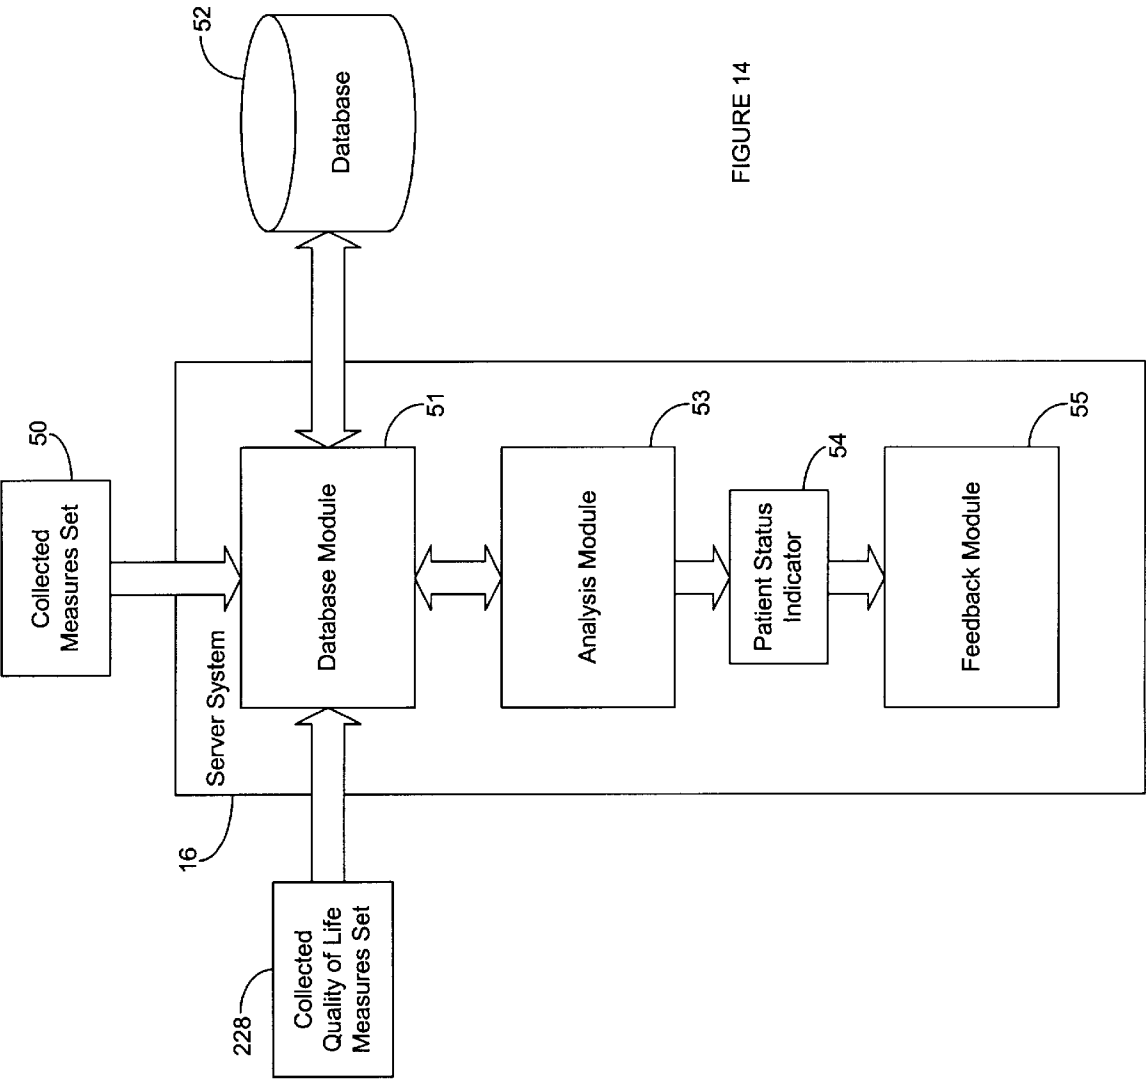 52
Database
50
Collected
Measures Set
51
Database Module
Server System
16
228
Collected
Quality of Life
Measures Set
53
Analysis Module
54
Patient Status
Indicator
55
Feedback Module
FIGURE 14